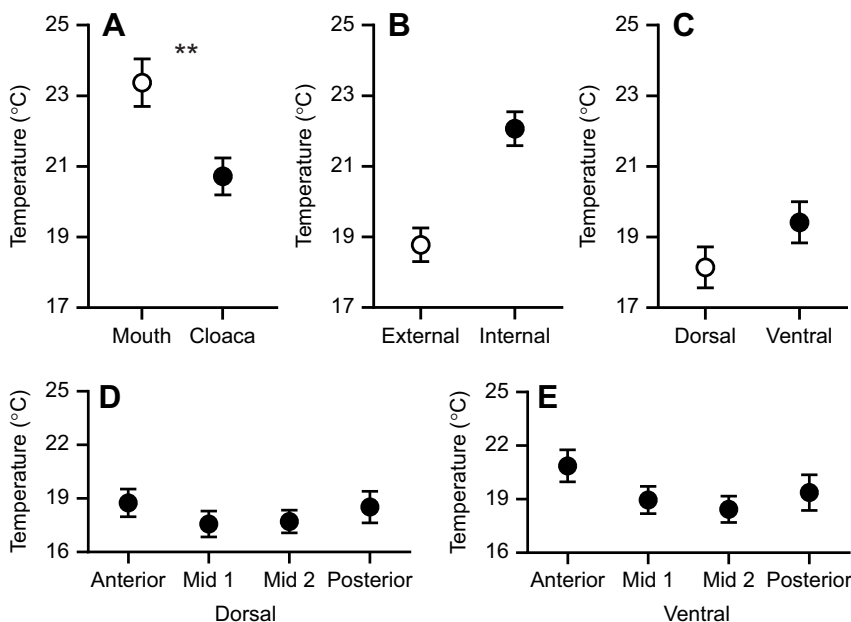 A
**
Temperature (°C)
25
23
21
19
17
Mouth Cloaca
B
Temperature (°C)
25
23
21
19
17
External Internal
C
Temperature (°C)
25
23
21
19
17
Dorsal Ventral
D
Temperature (°C)
25
22
19
16
Anterior Mid 1 Mid 2 Posterior
Dorsal
E
Temperature (°C)
25
22
19
16
Anterior Mid 1 Mid 2 Posterior
Ventral